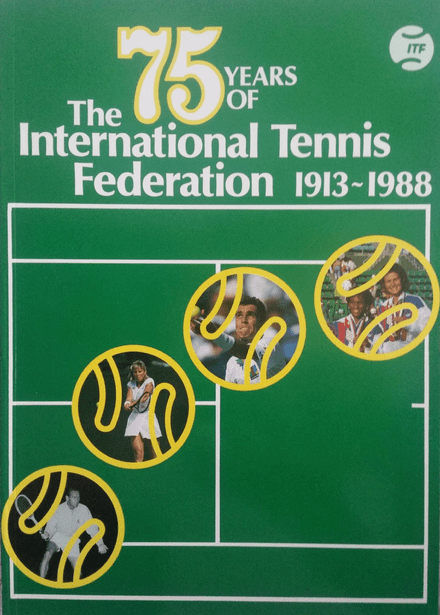 75 YEARS
OF
The
International Tennis
Federation 1913~1988
ITF